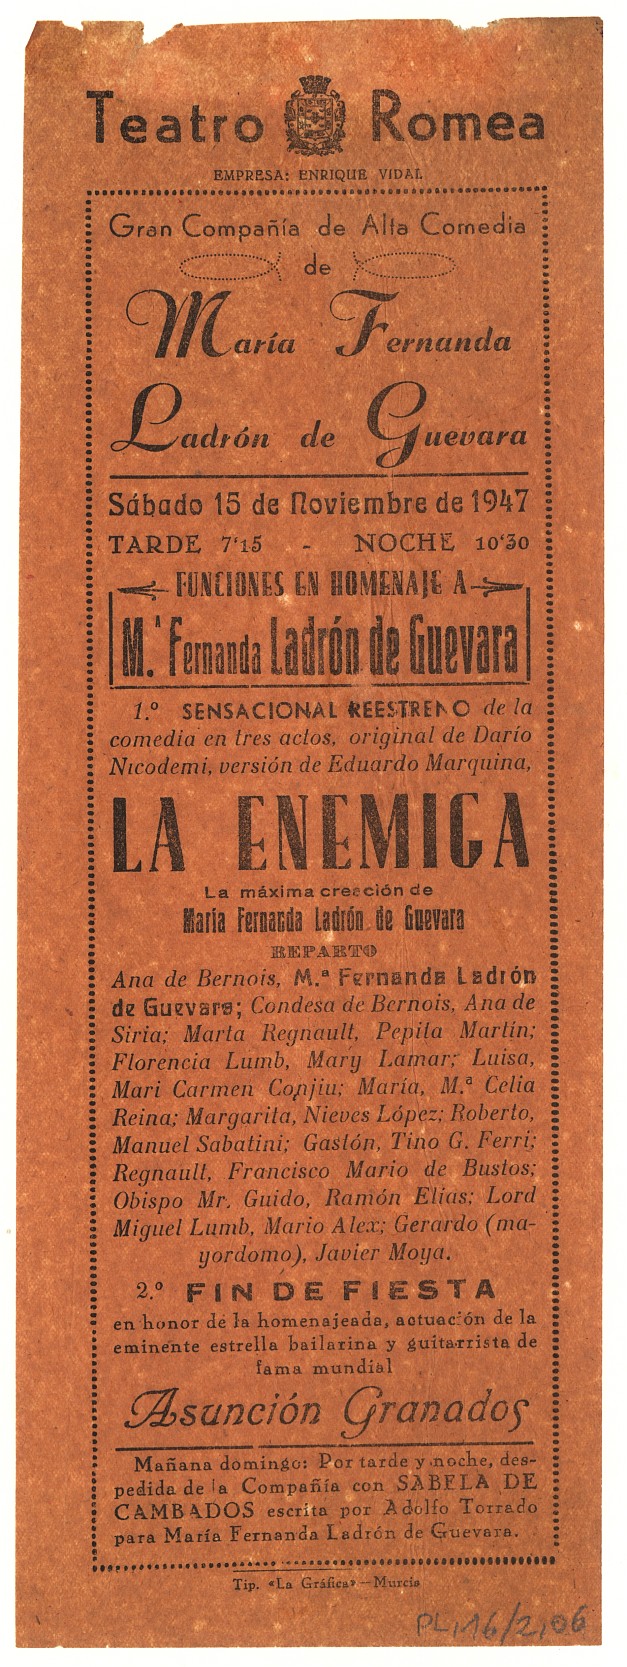 Teatro Romea
EMPRESA: ENRIQUE VIDAL
Gran Compañía de Alta Comedia
de
María Fernanda
Ladrón de Guevara
Sábado 15 de Noviembre de 1947
TARDE 7'15 - NOCHE 10'30
FUNCIONES EN HOMENAJE A
M.ª Fernanda Ladrón de Guevara
1.º SENSACIONAL REESTRENO de la
comedia en tres actos, original de Darío
Nicodemi, versión de Eduardo Marquina,
LA ENEMIGA
La máxima creación de
María Fernanda Ladrón de Guevara
REPARTO
Ana de Bernois, M.ª Fernanda Ladrón
de Guevara; Condesa de Bernois, Ana de
Siria; Marta Regnault, Pepita Martín;
Florencia Lumb, Mary Lamar; Luisa,
Mari Carmen Conjiu; María, M.ª Celia
Reina; Margarita, Nieves López; Roberto,
Manuel Sabatini; Gastón, Tino G. Ferri;
Regnault, Francisco Mario de Bustos;
Obispo Mr. Guido, Ramón Elías; Lord
Miguel Lumb, Mario Alex; Gerardo (ma-
yordomo), Javier Moya.
2.º FIN DE FIESTA
en honor de la homenajeada, actuación de la
eminente estrella bailarina y guitarrista de
fama mundial
Asunción Granados
Mañana domingo: Por tarde y noche, des-
pedida de la Compañía con SABELA DE
CAMBADOS escrita por Adolfo Torrado
para María Fernanda Ladrón de Guevara.
Tip. «La Gráfica» — Murcia
PL,16/2,06